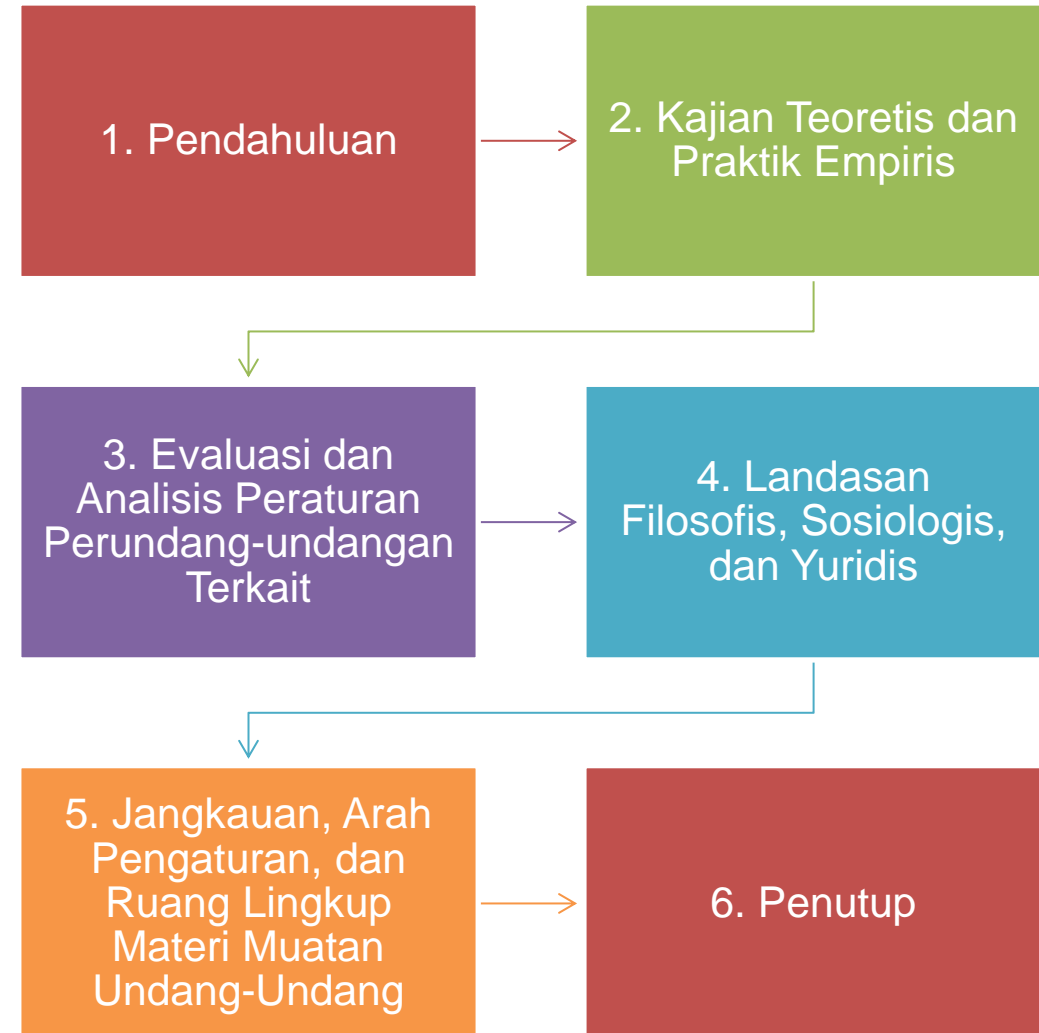 1. Pendahuluan
2. Kajian Teoretis dan
Praktik Empiris
3. Evaluasi dan
Analisis Peraturan
Perundang-undangan
Terkait
4. Landasan
Filosofis, Sosiologis,
dan Yuridis
5. Jangkauan, Arah
Pengaturan, dan
Ruang Lingkup
Materi Muatan
Undang-Undang
6. Penutup